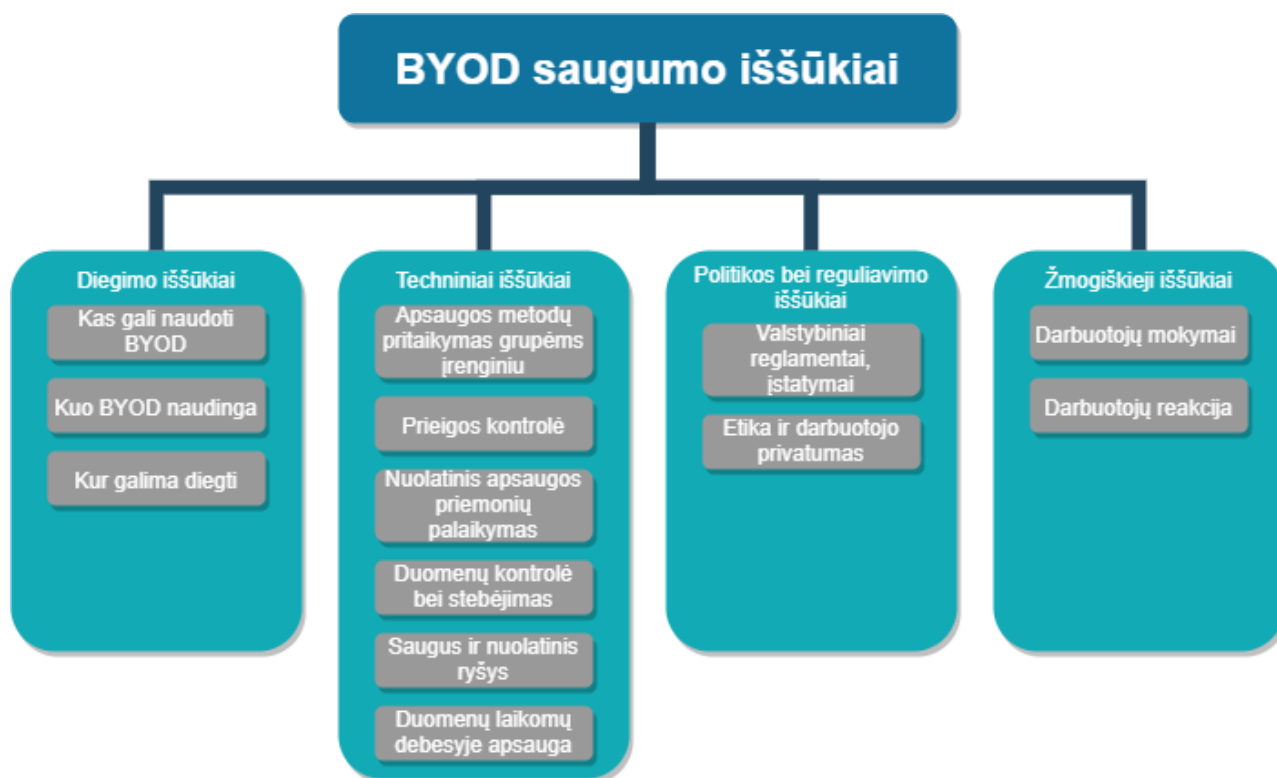 BYOD saugumo iššūkiai
Diegimo iššūkiai
Kas gali naudoti
BYOD
Kuo BYOD naudinga
Kur galima diegti
Techniniai iššūkiai
Apsaugos metodų
pritaikymas grupėms
įrenginiu
Prieigos kontrolė
Nuolatinis apsaugos
priemonių
palaikymas
Duomenų kontrolė
bei stebėjimas
Saugus ir nuolatinis
ryšys
Duomenų laikomų
debesyje apsauga
Politikos bei reguliavimo
iššūkiai
Valstybiniai
reglamentai,
įstatymai
Etika ir darbuotojo
privatumas
Žmogiškieji iššūkiai
Darbuotojų mokymai
Darbuotojų reakcija